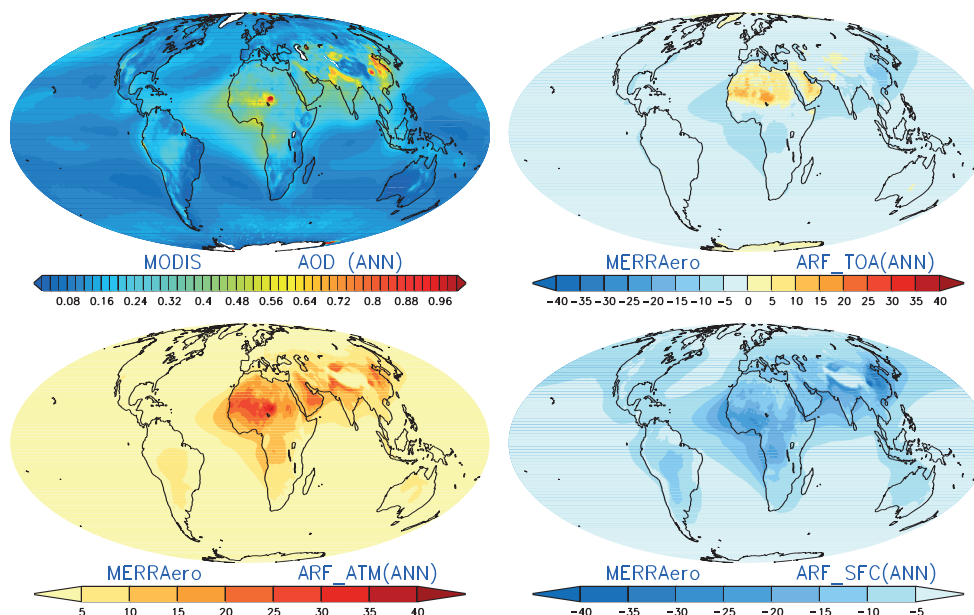 MODIS AOD (ANN)
0.08 0.16 0.24 0.32 0.4 0.48 0.56 0.64 0.72 0.8 0.88 0.96
MERRAero ARF_TOA(ANN)
−40 −35 −30 −25 −20 −15 −10 −5 0 5 10 15 20 25 30 35 40
MERRAero ARF_ATM(ANN)
5 10 15 20 25 30 35 40
MERRAero ARF_SFC(ANN)
−40 −35 −30 −25 −20 −15 −10 −5